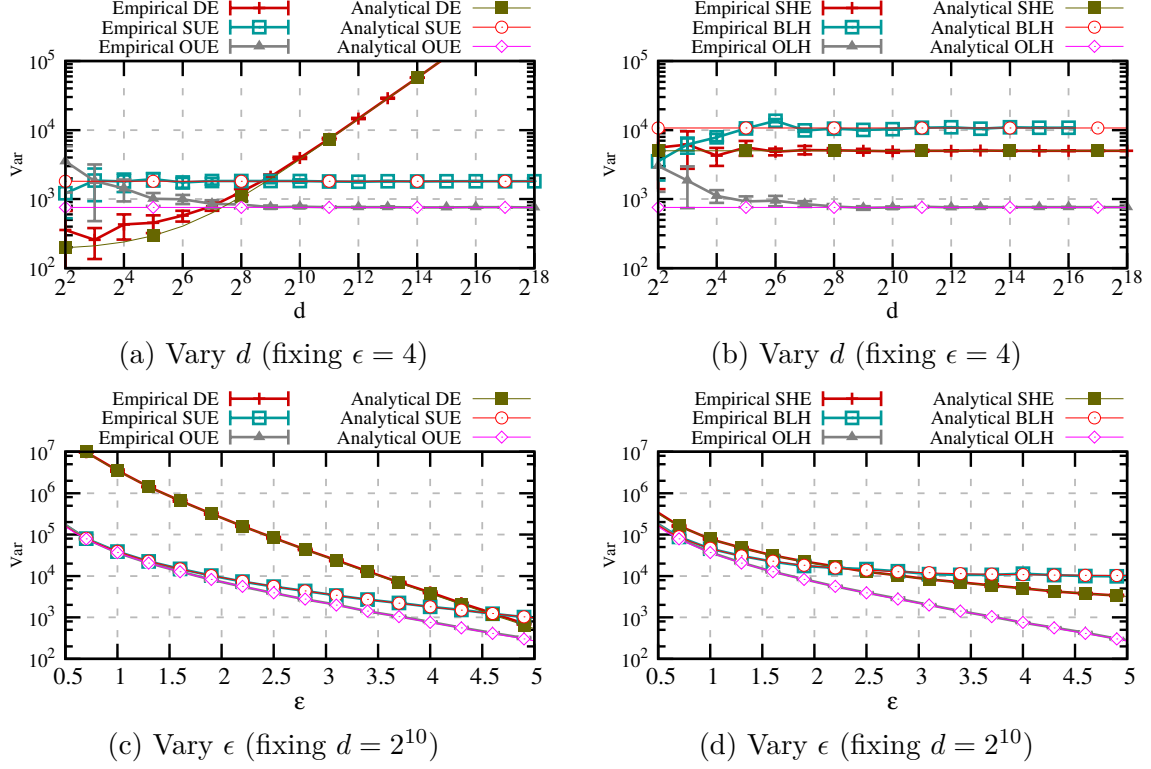 Empirical DE Analytical DE
Empirical SUE Analytical SUE
Empirical OUE Analytical OUE
10^5
10^4
10^3
10^2
Var
2^2 2^4 2^6 2^8 2^10 2^12 2^14 2^16 2^18
d
(a) Vary d (fixing ϵ = 4)
Empirical SHE Analytical SHE
Empirical BLH Analytical BLH
Empirical OLH Analytical OLH
10^5
10^4
10^3
10^2
Var
2^2 2^4 2^6 2^8 2^10 2^12 2^14 2^16 2^18
d
(b) Vary d (fixing ϵ = 4)
Empirical DE Analytical DE
Empirical SUE Analytical SUE
Empirical OUE Analytical OUE
10^7
10^6
10^5
10^4
10^3
10^2
Var
0.5 1 1.5 2 2.5 3 3.5 4 4.5 5
ε
(c) Vary ϵ (fixing d = 2^10)
Empirical SHE Analytical SHE
Empirical BLH Analytical BLH
Empirical OLH Analytical OLH
10^7
10^6
10^5
10^4
10^3
10^2
Var
0.5 1 1.5 2 2.5 3 3.5 4 4.5 5
ε
(d) Vary ϵ (fixing d = 2^10)